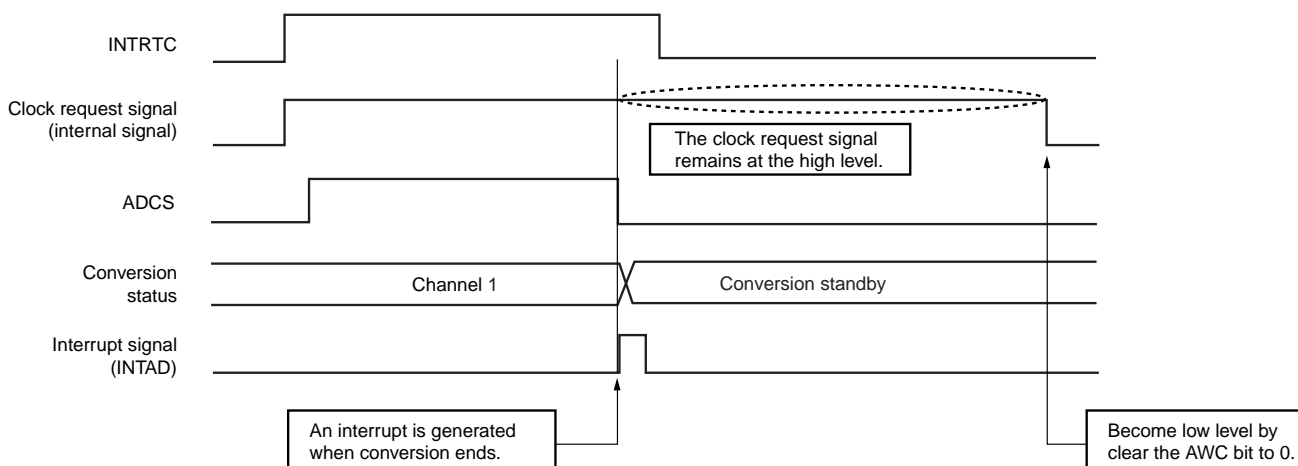 INTRTC
Clock request signal
(internal signal)
The clock request signal
remains at the high level.
ADCS
Conversion
status
Channel 1
Conversion standby
Interrupt signal
(INTAD)
An interrupt is generated
when conversion ends.
Become low level by
clear the AWC bit to 0.